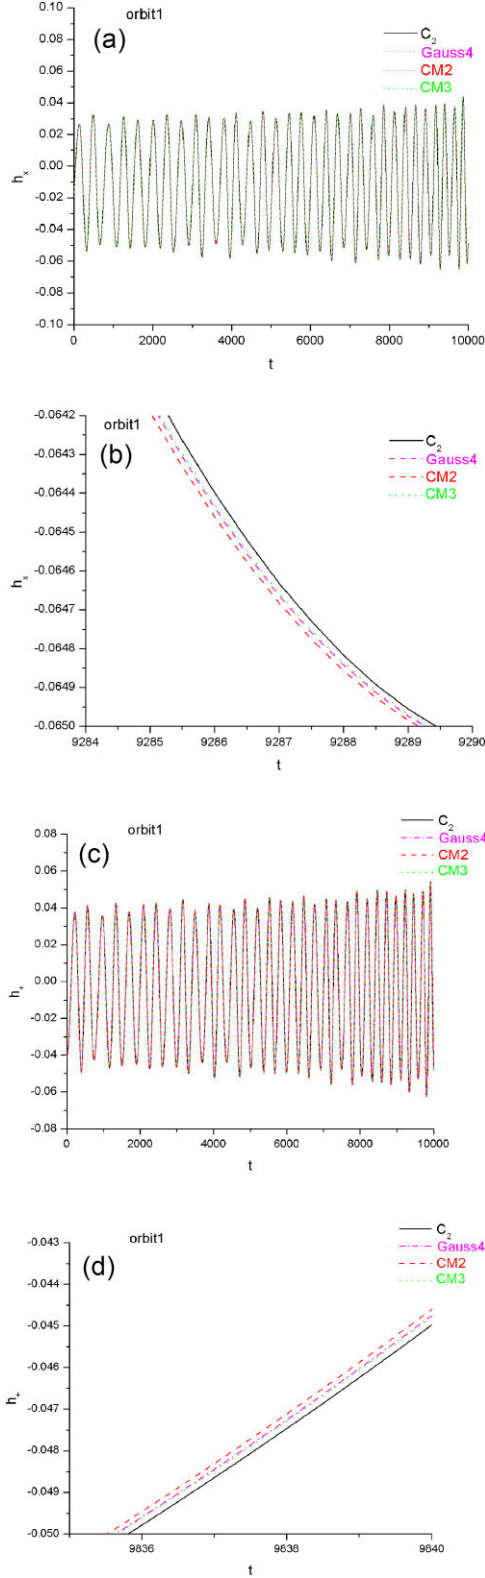 orbit1
(a)
C2
Gauss4
CM2
CM3
0.10
0.08
0.06
0.04
0.02
0.00
-0.02
-0.04
-0.06
-0.08
-0.10
hx
0 2000 4000 6000 8000 10000
t
orbit1
(b)
C2
Gauss4
CM2
CM3
-0.0642
-0.0643
-0.0644
-0.0645
-0.0646
-0.0647
-0.0648
-0.0649
-0.0650
hx
9284 9285 9286 9287 9288 9289 9290
t
orbit1
(c)
C2
Gauss4
CM2
CM3
0.08
0.06
0.04
0.02
0.00
-0.02
-0.04
-0.06
-0.08
h+
0 2000 4000 6000 8000 10000
t
orbit1
(d)
C2
Gauss4
CM2
CM3
-0.043
-0.044
-0.045
-0.046
-0.047
-0.048
-0.049
-0.050
h+
9836 9838 9840
t